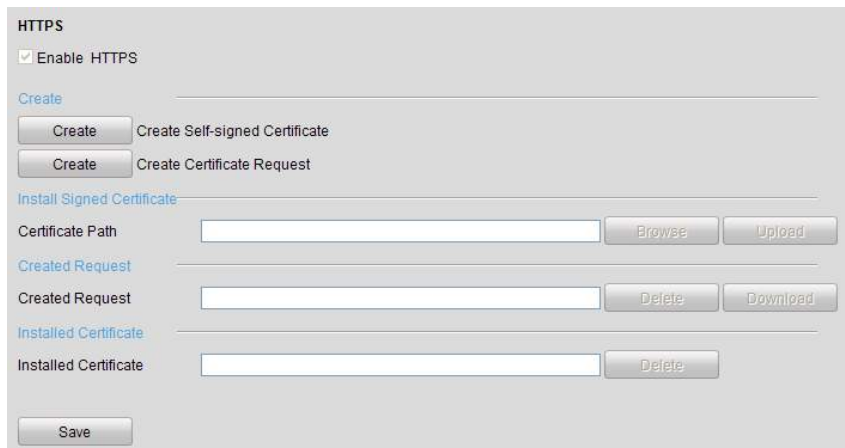 HTTPS
Enable HTTPS
Create
Create Create Self-signed Certificate
Create Create Certificate Request
Install Signed Certificate
Certificate Path Browse Upload
Created Request
Created Request Delete Download
Installed Certificate
Installed Certificate Delete
Save